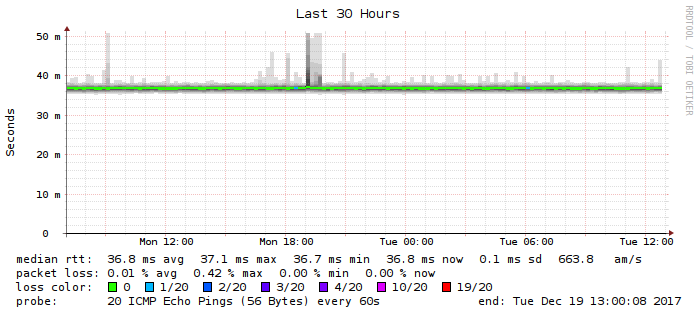 Last 30 Hours
RRDTOOL / TOBI OETIKER
Seconds
50 m
40 m
30 m
20 m
10 m
0
Mon 12:00 Mon 18:00 Tue 00:00 Tue 06:00 Tue 12:00
median rtt: 36.8 ms avg 37.1 ms max 36.7 ms min 36.8 ms now 0.1 ms sd 663.8 am/s
packet loss: 0.01 % avg 0.42 % max 0.00 % min 0.00 % now
loss color: 0 1/20 2/20 3/20 4/20 10/20 19/20
probe: 20 ICMP Echo Pings (56 Bytes) every 60s end: Tue Dec 19 13:00:08 2017